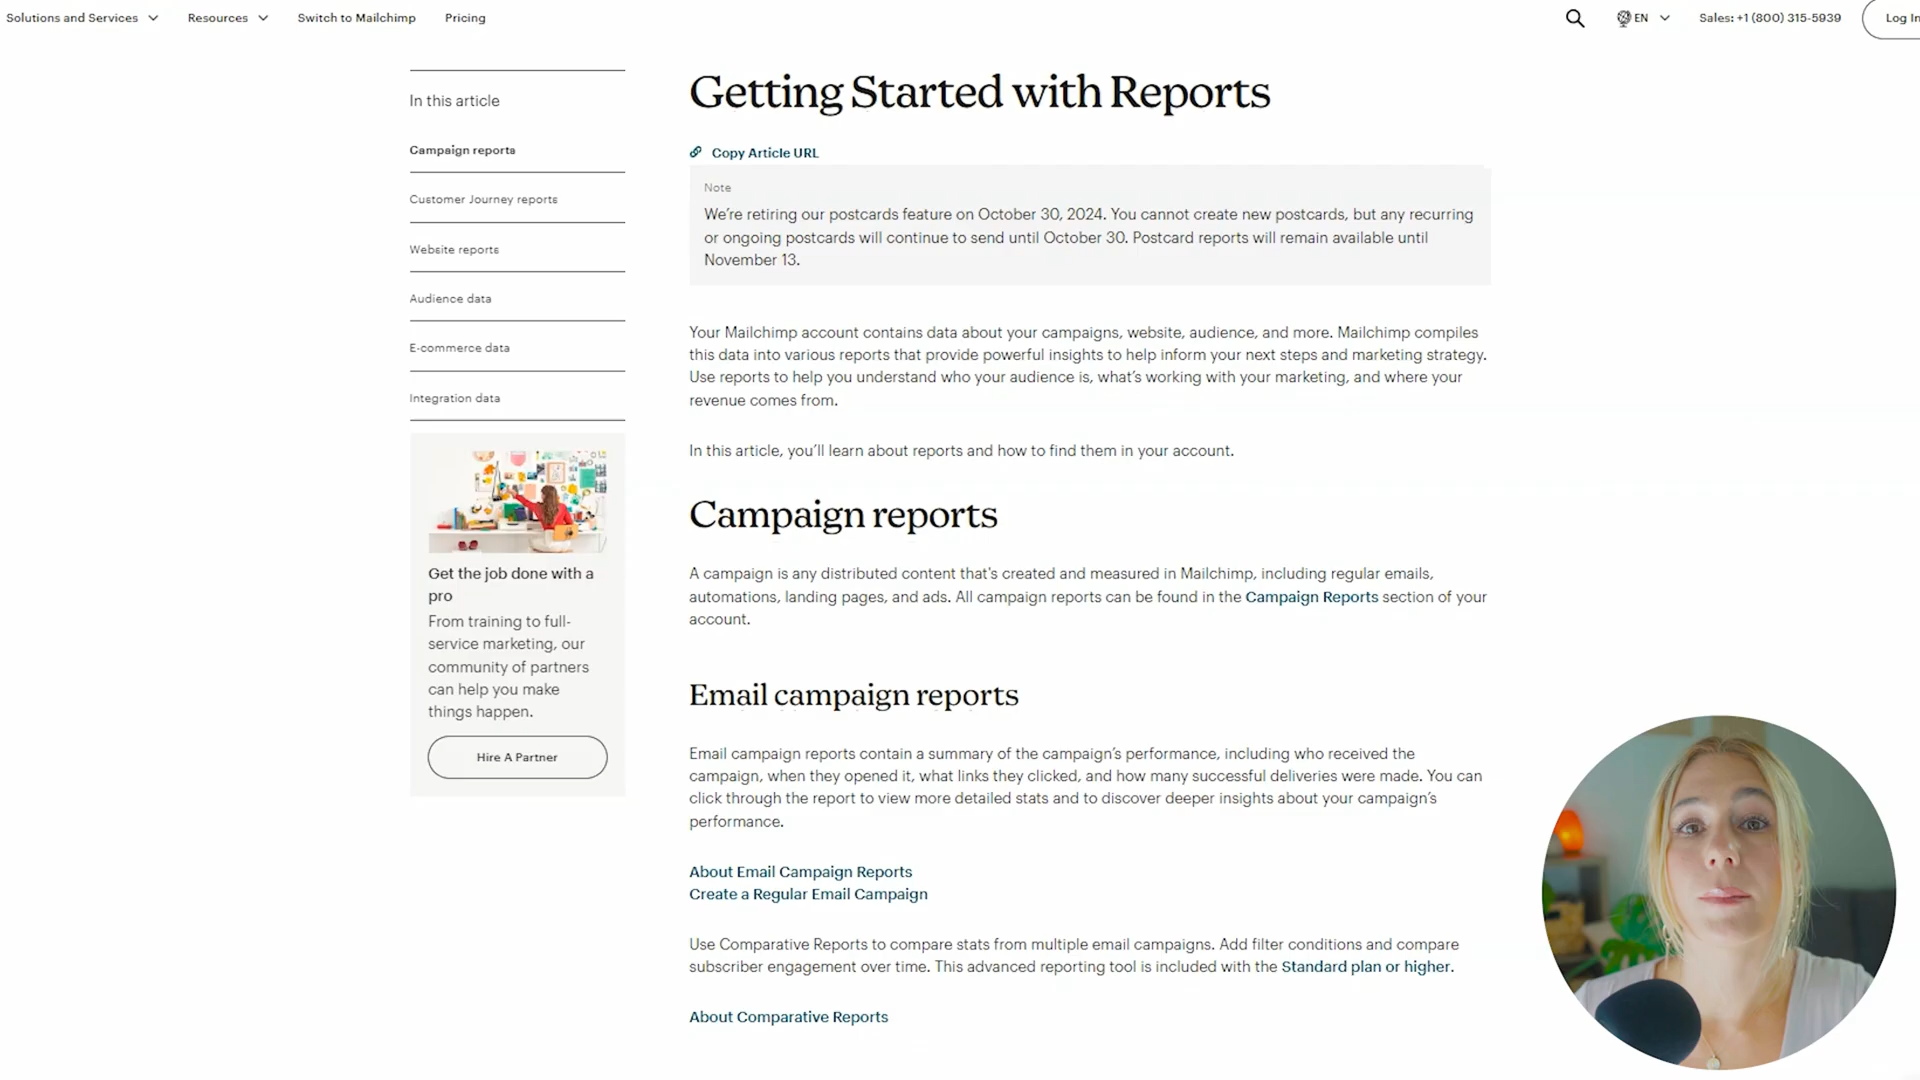 Solutions and Services
Resources
Switch to Mailchimp
Pricing
EN
Sales: +1 (800) 315-5939
Log In
In this article
Campaign reports
Customer Journey reports
Website reports
Audience data
E-commerce data
Integration data
Get the job done with a
pro
From training to full-
service marketing, our
community of partners
can help you make
things happen.
Hire A Partner
Getting Started with Reports
Copy Article URL
Note
We’re retiring our postcards feature on October 30, 2024. You cannot create new postcards, but any recurring
or ongoing postcards will continue to send until October 30. Postcard reports will remain available until
November 13.
Your Mailchimp account contains data about your campaigns, website, audience, and more. Mailchimp compiles
this data into various reports that provide powerful insights to help inform your next steps and marketing strategy.
Use reports to help you understand who your audience is, what’s working with your marketing, and where your
revenue comes from.
In this article, you’ll learn about reports and how to find them in your account.
Campaign reports
A campaign is any distributed content that's created and measured in Mailchimp, including regular emails,
automations, landing pages, and ads. All campaign reports can be found in the Campaign Reports section of your
account.
Email campaign reports
Email campaign reports contain a summary of the campaign’s performance, including who received the
campaign, when they opened it, what links they clicked, and how many successful deliveries were made. You can
click through the report to view more detailed stats and to discover deeper insights about your campaign’s
performance.
About Email Campaign Reports
Create a Regular Email Campaign
Use Comparative Reports to compare stats from multiple email campaigns. Add filter conditions and compare
subscriber engagement over time. This advanced reporting tool is included with the Standard plan or higher.
About Comparative Reports